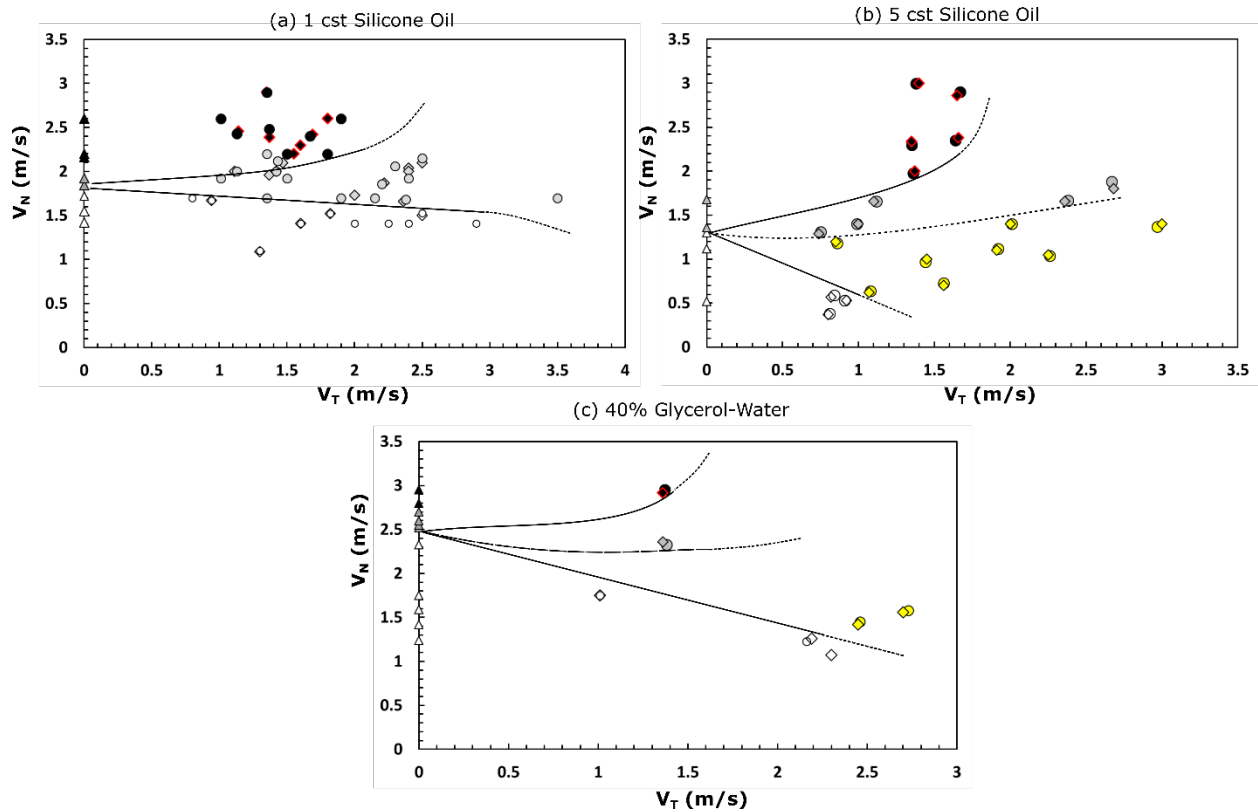 (a) 1 cst Silicone Oil
3.5
3
2.5
2
1.5
1
0.5
0
V_N (m/s)
0 0.5 1 1.5 2 2.5 3 3.5 4
V_T (m/s)
(b) 5 cst Silicone Oil
3.5
3
2.5
2
1.5
1
0.5
0
V_N (m/s)
0 0.5 1 1.5 2 2.5 3 3.5
V_T (m/s)
(c) 40% Glycerol-Water
3.5
3
2.5
2
1.5
1
0.5
0
V_N (m/s)
0 0.5 1 1.5 2 2.5 3
V_T (m/s)